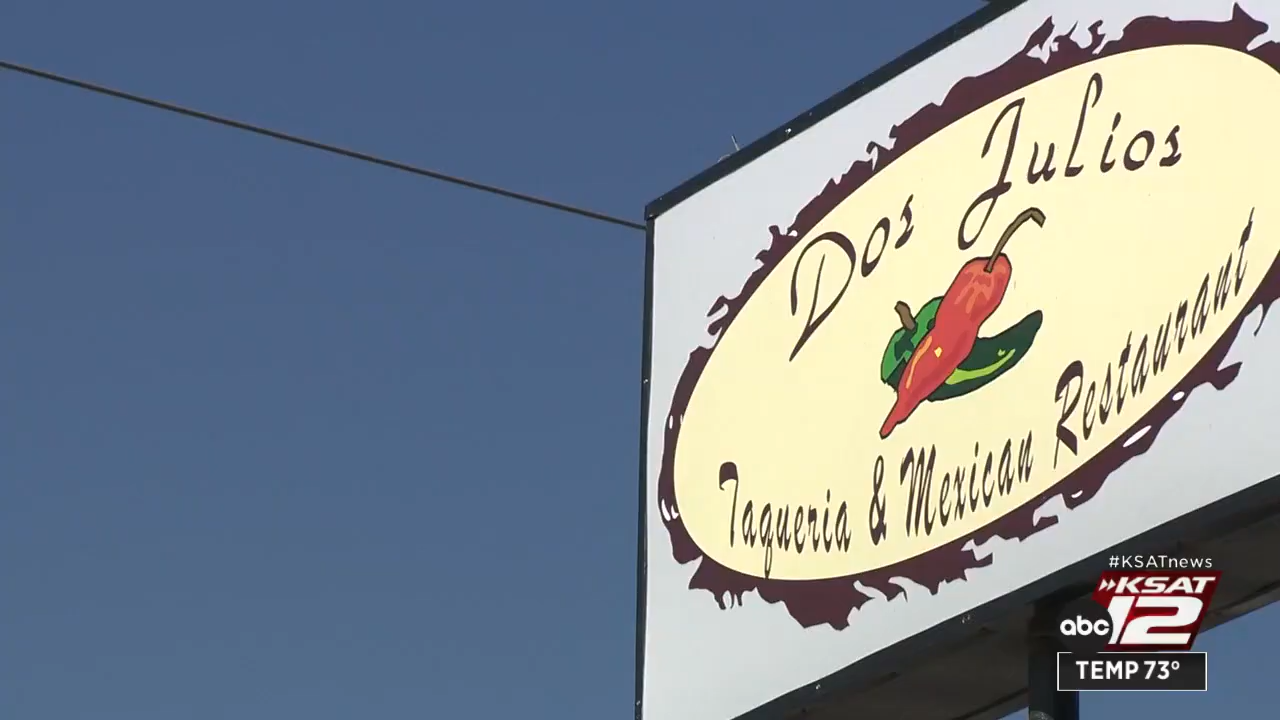 Dos Julios
Taqueria & Mexican Restaurant
#KSATnews
KSAT
abc 12
TEMP 73°